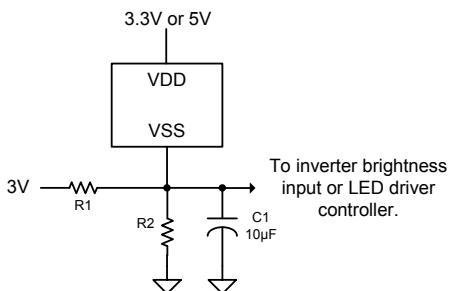 3.3V or 5V
VDD
VSS
3V
R1
R2
C1
10µF
To inverter brightness
input or LED driver
controller.